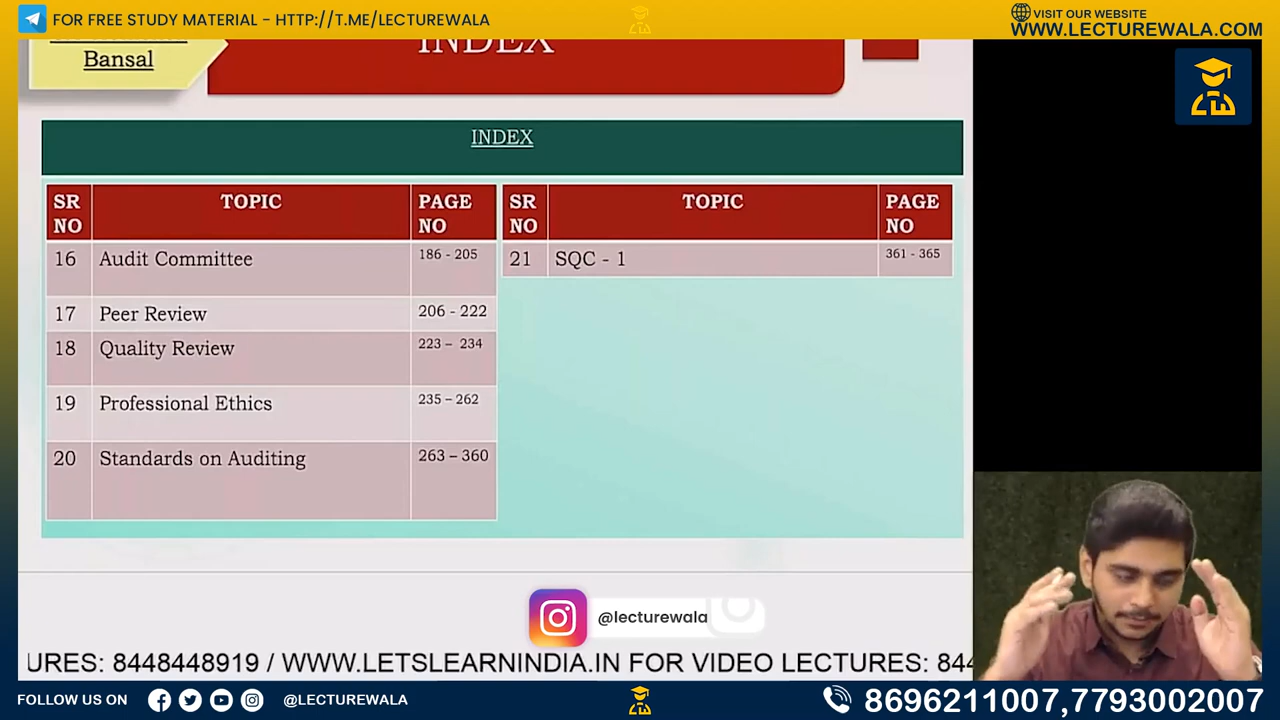 FOR FREE STUDY MATERIAL - HTTP://T.ME/LECTUREWALA
VISIT OUR WEBSITE
WWW.LECTUREWALA.COM
Bansal
INDEX
INDEX
SR NO TOPIC PAGE NO SR NO TOPIC PAGE NO
16 Audit Committee 186 - 205 21 SQC - 1 361 - 365
17 Peer Review 206 - 222
18 Quality Review 223 – 234
19 Professional Ethics 235 – 262
20 Standards on Auditing 263 – 360
@lecturewala
URES: 8448448919 / WWW.LETSLEARNINDIA.IN FOR VIDEO LECTURES: 844
FOLLOW US ON @LECTUREWALA 8696211007,7793002007